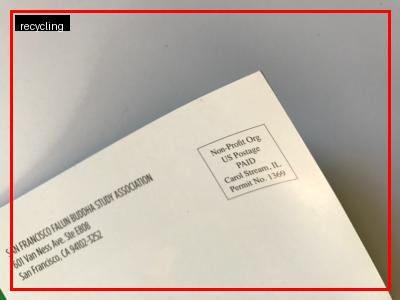 recycling
Non-Profit Org.
US Postage
PAID
Carol Stream, IL
Permit No. 1369
SAN FRANCISCO FALUN BUDDHA STUDY ASSOCIATION
601 Van Ness Ave. Ste E808
San Francisco, CA 94102-3252